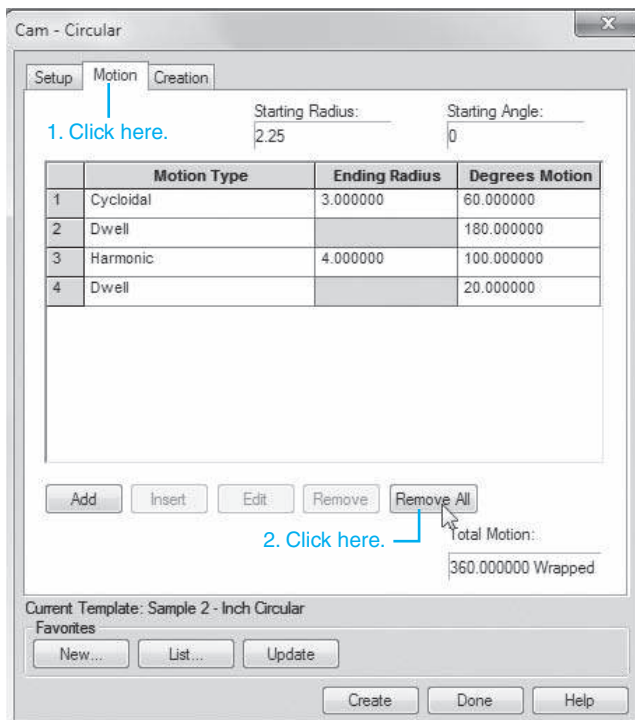 Cam - Circular
Setup Motion Creation
1. Click here.
Starting Radius: Starting Angle:
2.25 0
Motion Type Ending Radius Degrees Motion
1 Cycloidal 3.000000 60.000000
2 Dwell 180.000000
3 Harmonic 4.000000 100.000000
4 Dwell 20.000000
Add Insert Edit Remove Remove All
2. Click here.
Total Motion:
360.000000 Wrapped
Current Template: Sample 2 - Inch Circular
Favorites
New... List... Update
Create Done Help